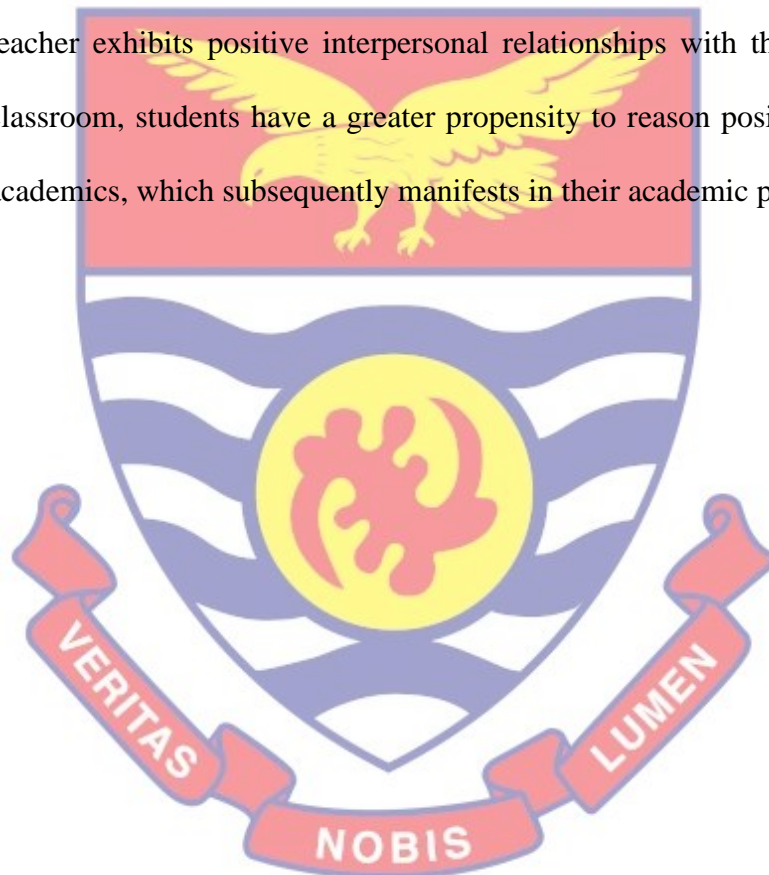 eacher exhibits positive interpersonal relationships with th
lassroom, students have a greater propensity to reason posi
academics, which subsequently manifests in their academic p
VERITAS
NOBIS
LUMEN